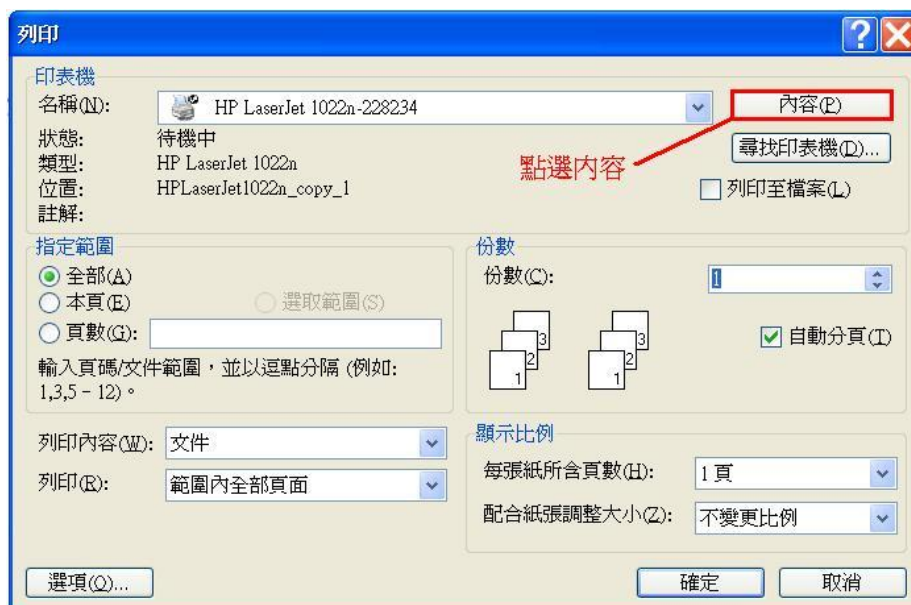 列印
印表機
名稱(N): HP LaserJet 1022n-228234 內容(P)
狀態: 待機中
類型: HP LaserJet 1022n 點選內容 尋找印表機(D)...
位置: HPLaserJet1022n_copy_1 列印至檔案(L)
註解:
指定範圍
全部(A)
本頁(E) 選取範圍(S)
頁數(G):
輸入頁碼/文件範圍，並以逗點分隔 (例如:
1,3,5－12)。
份數
份數(C): 1
3 3
2 2
1 1
自動分頁(T)
列印內容(W): 文件
列印(R): 範圍內全部頁面
顯示比例
每張紙所含頁數(H): 1 頁
配合紙張調整大小(Z): 不變更比例
選項(O)... 確定 取消